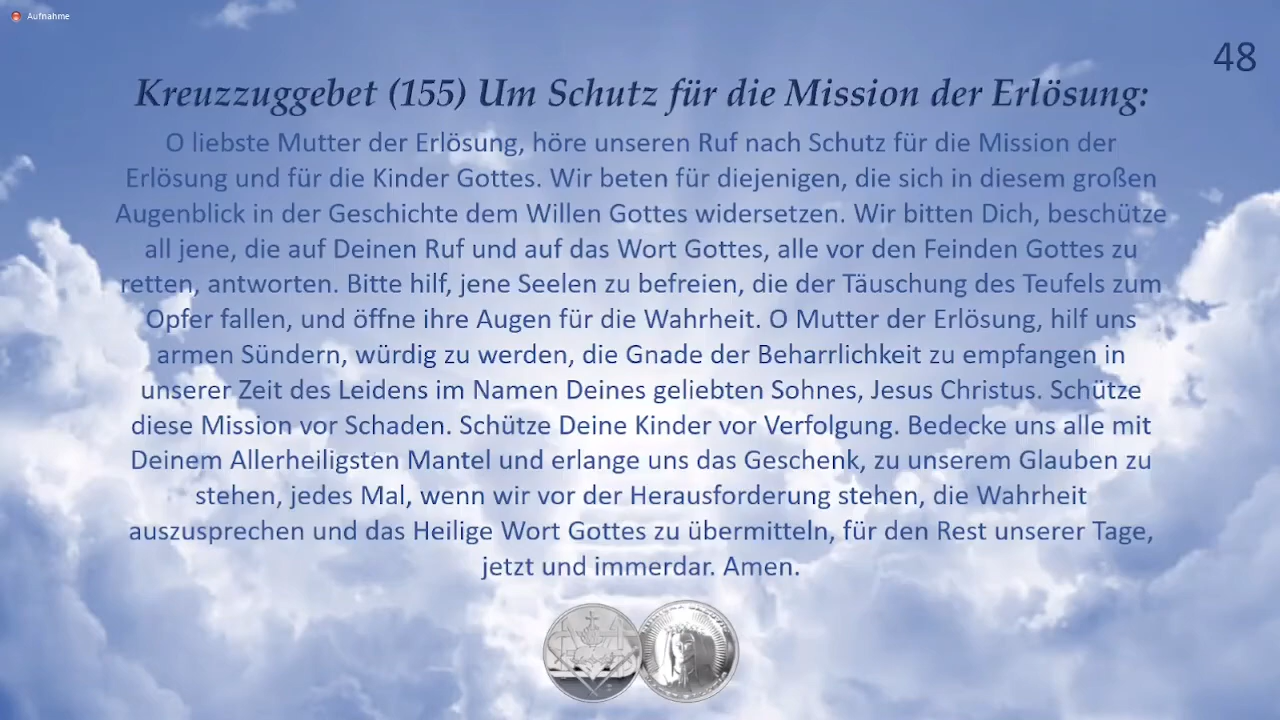 Aufnahme
48
Kreuzzuggebet (155) Um Schutz für die Mission der Erlösung:
O liebste Mutter der Erlösung, höre unseren Ruf nach Schutz für die Mission der
Erlösung und für die Kinder Gottes. Wir beten für diejenigen, die sich in diesem großen
Augenblick in der Geschichte dem Willen Gottes widersetzen. Wir bitten Dich, beschütze
all jene, die auf Deinen Ruf und auf das Wort Gottes, alle vor den Feinden Gottes zu
retten, antworten. Bitte hilf, jene Seelen zu befreien, die der Täuschung des Teufels zum
Opfer fallen, und öffne ihre Augen für die Wahrheit. O Mutter der Erlösung, hilf uns
armen Sündern, würdig zu werden, die Gnade der Beharrlichkeit zu empfangen in
unserer Zeit des Leidens im Namen Deines geliebten Sohnes, Jesus Christus. Schütze
diese Mission vor Schaden. Schütze Deine Kinder vor Verfolgung. Bedecke uns alle mit
Deinem Allerheiligsten Mantel und erlange uns das Geschenk, zu unserem Glauben zu
stehen, jedes Mal, wenn wir vor der Herausforderung stehen, die Wahrheit
auszusprechen und das Heilige Wort Gottes zu übermitteln, für den Rest unserer Tage,
jetzt und immerdar. Amen.